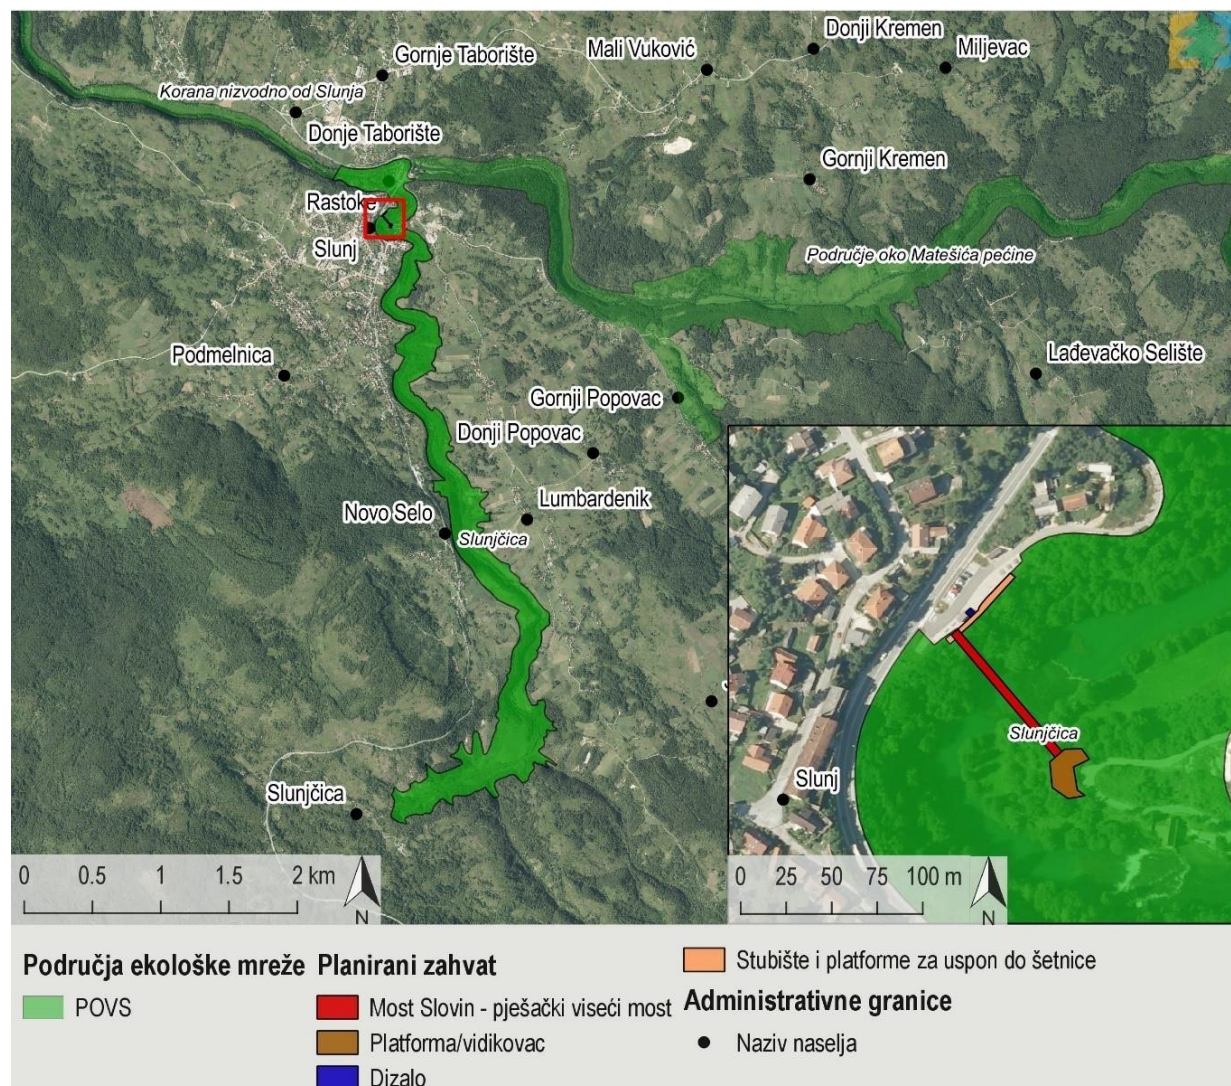 Donji Kremen
Gornje Taborište
Mali Vuković
Miljevac
Korana nizvodno od Slunja
Donje Taborište
Gornji Kremen
Rastoke
Slunj
Područje oko Matešića pećine
Podmelnica
Lađevačko Selište
Gornji Popovac
Donji Popovac
Lumbardenik
Novo Selo
Slunjčica
Slunjčica
Slunjčica
Slunj
0 0.5 1 1.5 2 km
N
0 25 50 75 100 m
N
Područja ekološke mreže
POVS
Planirani zahvat
Most Slovin - pješački viseći most
Platforma/vidikovac
Dizalo
Stubište i platforme za uspon do šetnice
Administrativne granice
Naziv naselja